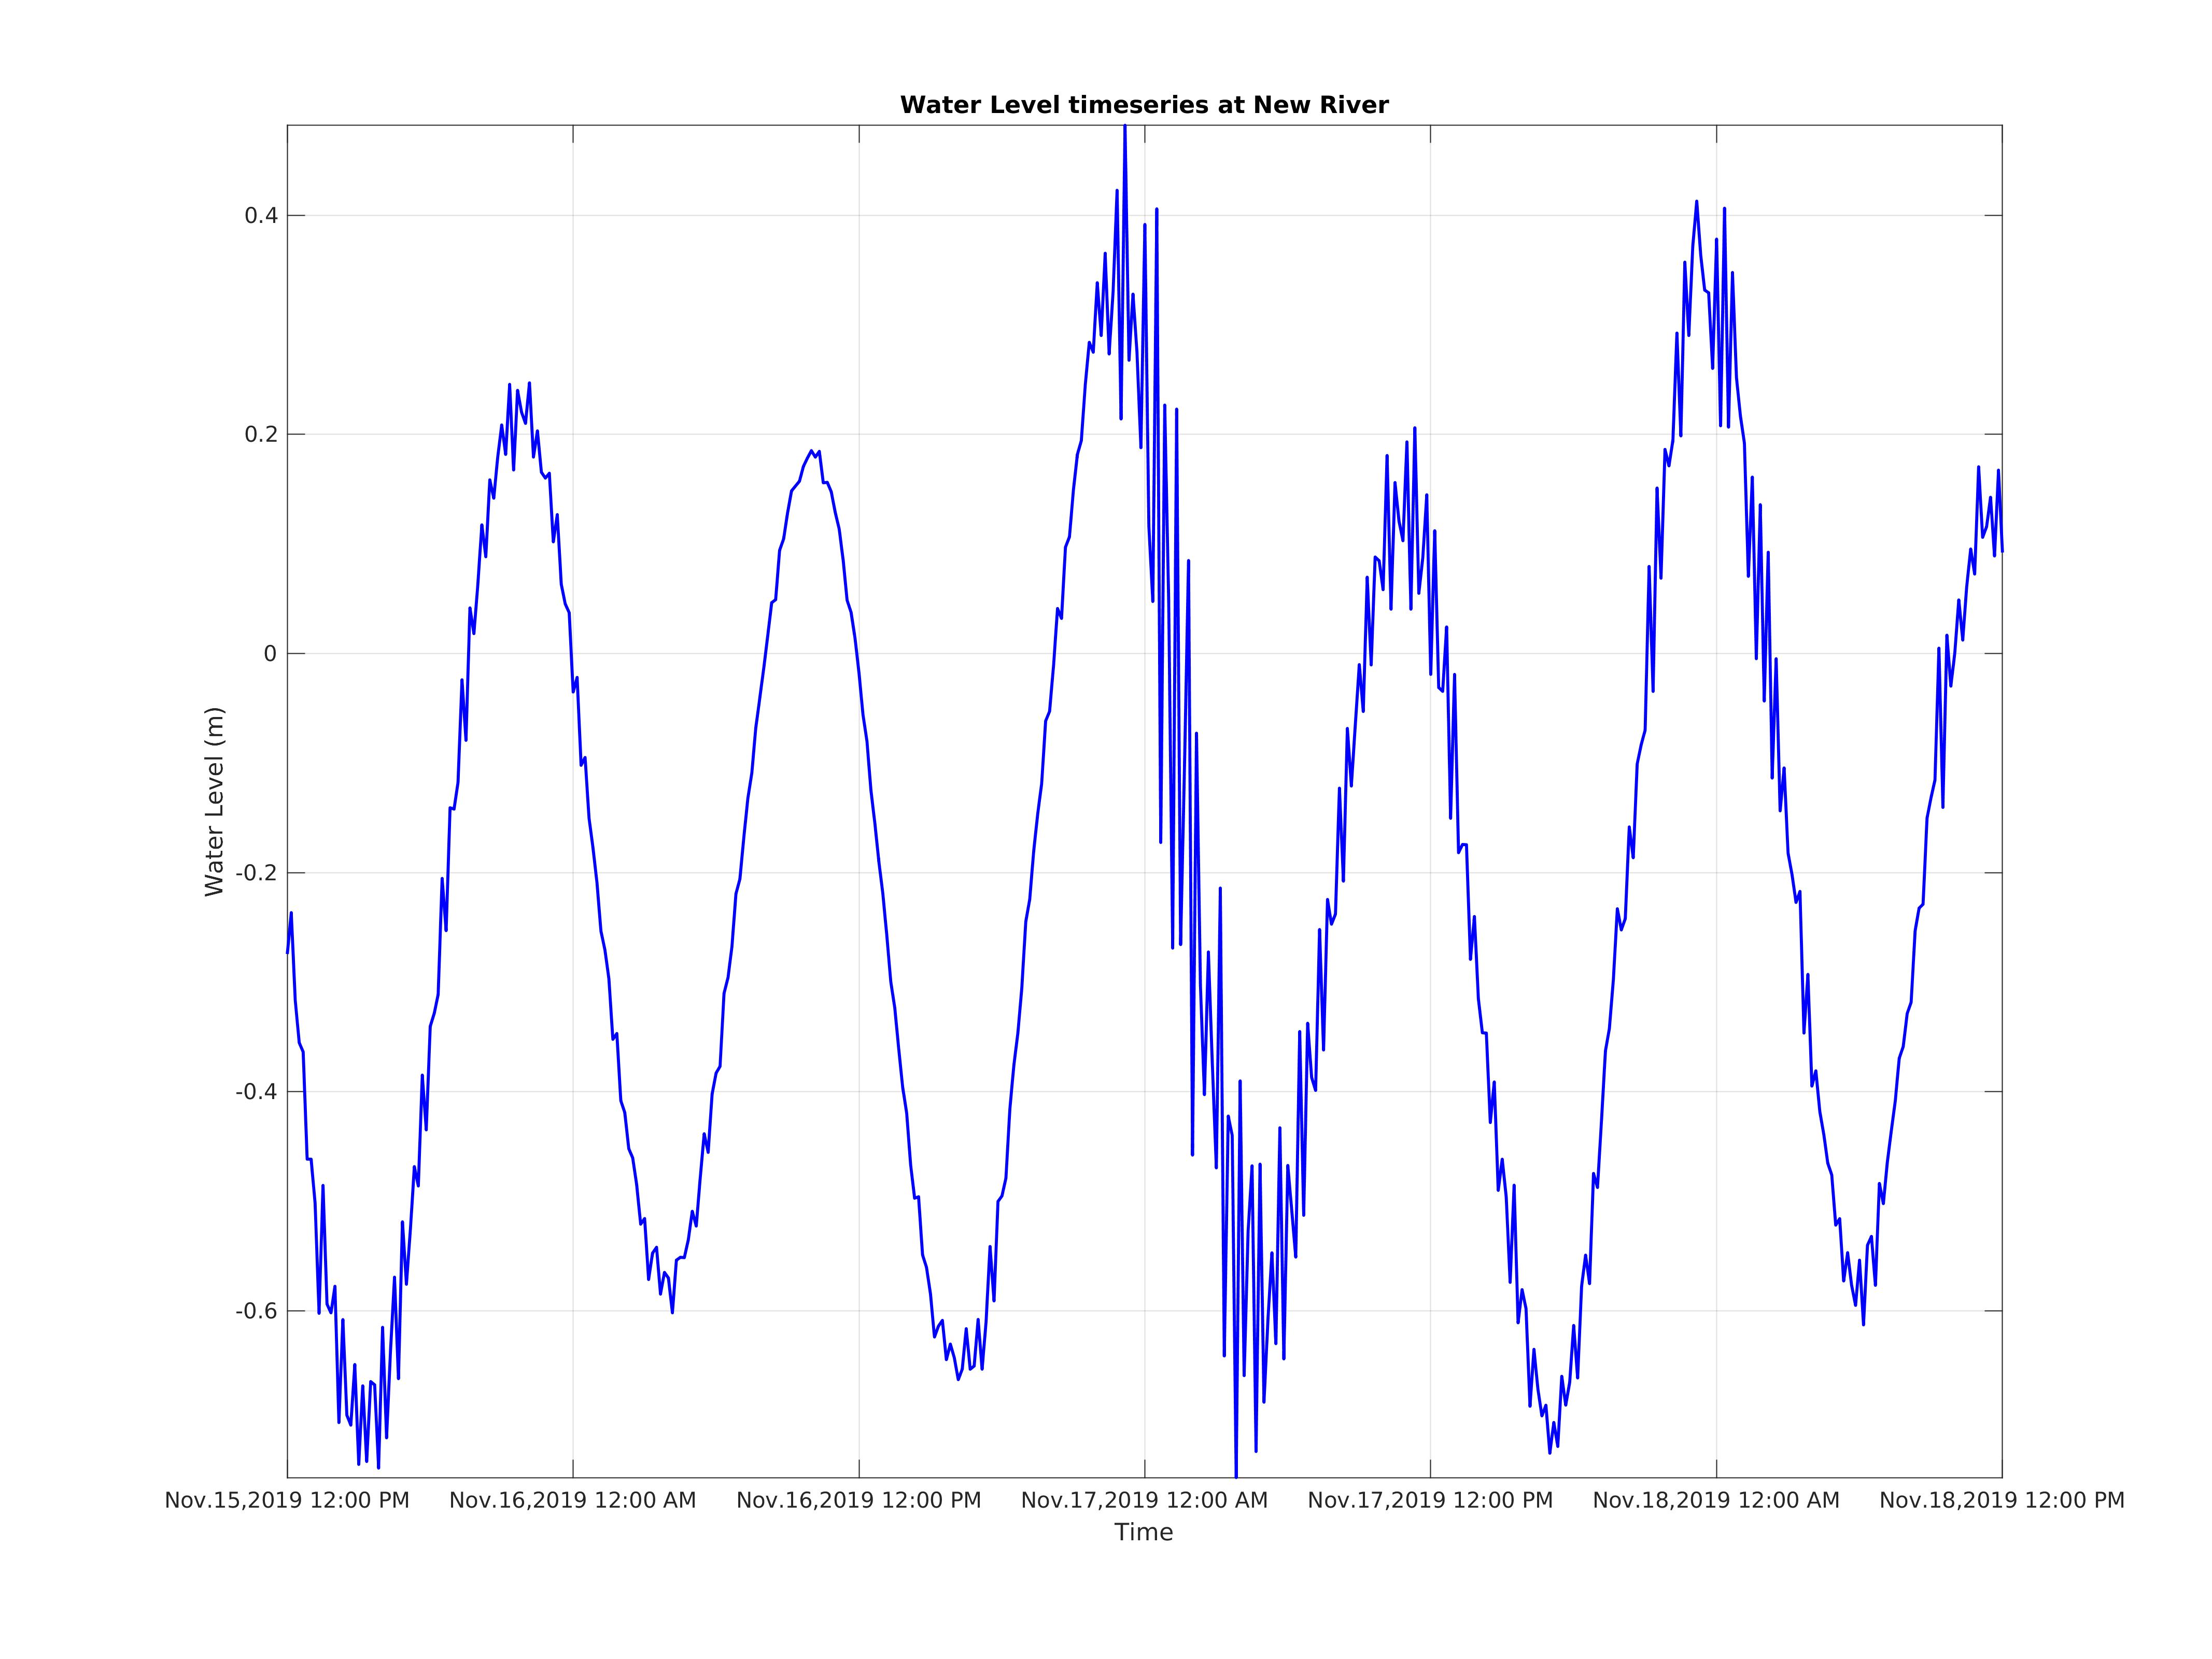 Water Level timeseries at New River
Water Level (m)
0.4
0.2
0
-0.2
-0.4
-0.6
Nov.15,2019 12:00 PM
Nov.16,2019 12:00 AM
Nov.16,2019 12:00 PM
Nov.17,2019 12:00 AM
Nov.17,2019 12:00 PM
Nov.18,2019 12:00 AM
Nov.18,2019 12:00 PM
Time